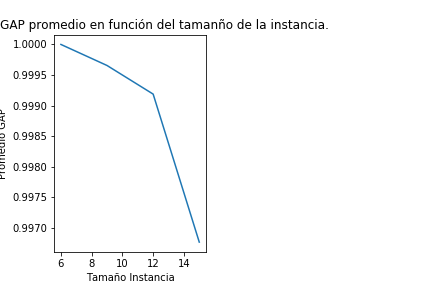 GAP promedio en función del tamanño de la instancia.
1.0000
0.9995
0.9990
0.9985
0.9980
0.9975
0.9970
Promedio GAP
6 8 10 12 14
Tamaño Instancia